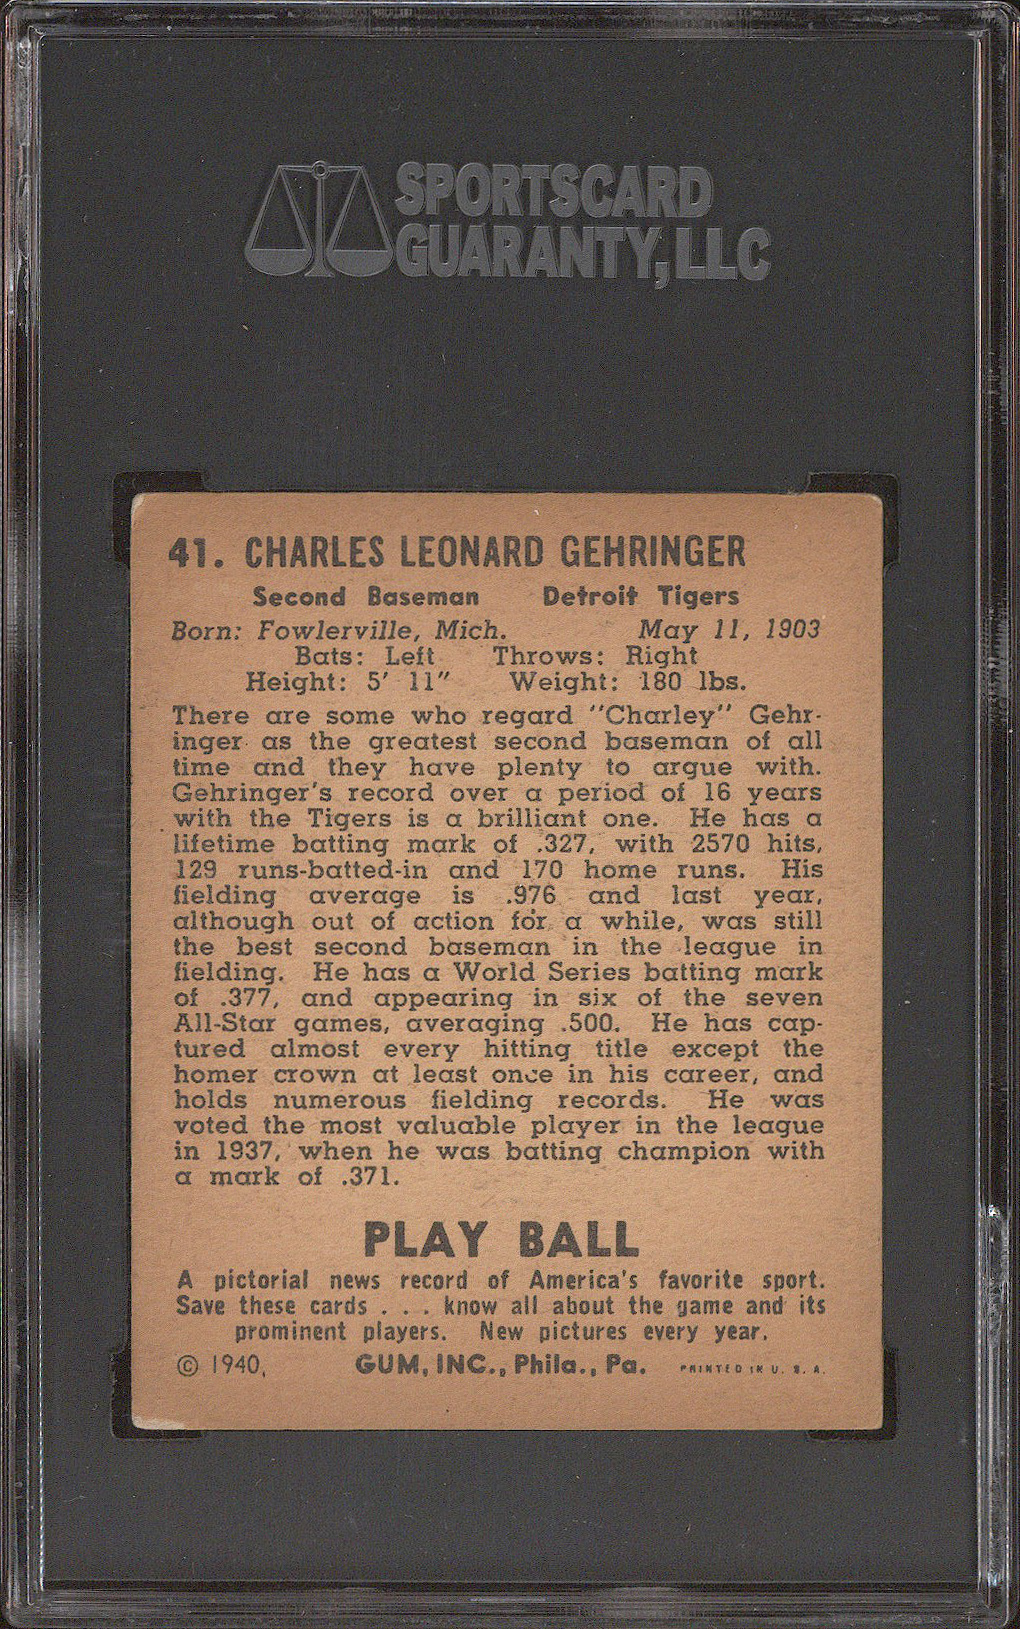 SPORTSCARD
GUARANTY, LLC
41. CHARLES LEONARD GEHRINGER
Second Baseman Detroit Tigers
Born: Fowlerville, Mich. May 11, 1903
Bats: Left Throws: Right
Height: 5' 11" Weight: 180 lbs.
There are some who regard "Charley" Gehr-
inger as the greatest second baseman of all
time and they have plenty to argue with.
Gehringer's record over a period of 16 years
with the Tigers is a brilliant one. He has a
lifetime batting mark of .327, with 2570 hits,
129 runs-batted-in and 170 home runs. His
fielding average is .976 and last year,
although out of action for a while, was still
the best second baseman in the league in
fielding. He has a World Series batting mark
of .377, and appearing in six of the seven
All-Star games, averaging .500. He has cap-
tured almost every hitting title except the
homer crown at least once in his career, and
holds numerous fielding records. He was
voted the most valuable player in the league
in 1937, when he was batting champion with
a mark of .371.
PLAY BALL
A pictorial news record of America's favorite sport.
Save these cards . . . know all about the game and its
prominent players. New pictures every year.
© 1940, GUM, INC., Phila., Pa. PRINTED IN U. S. A.